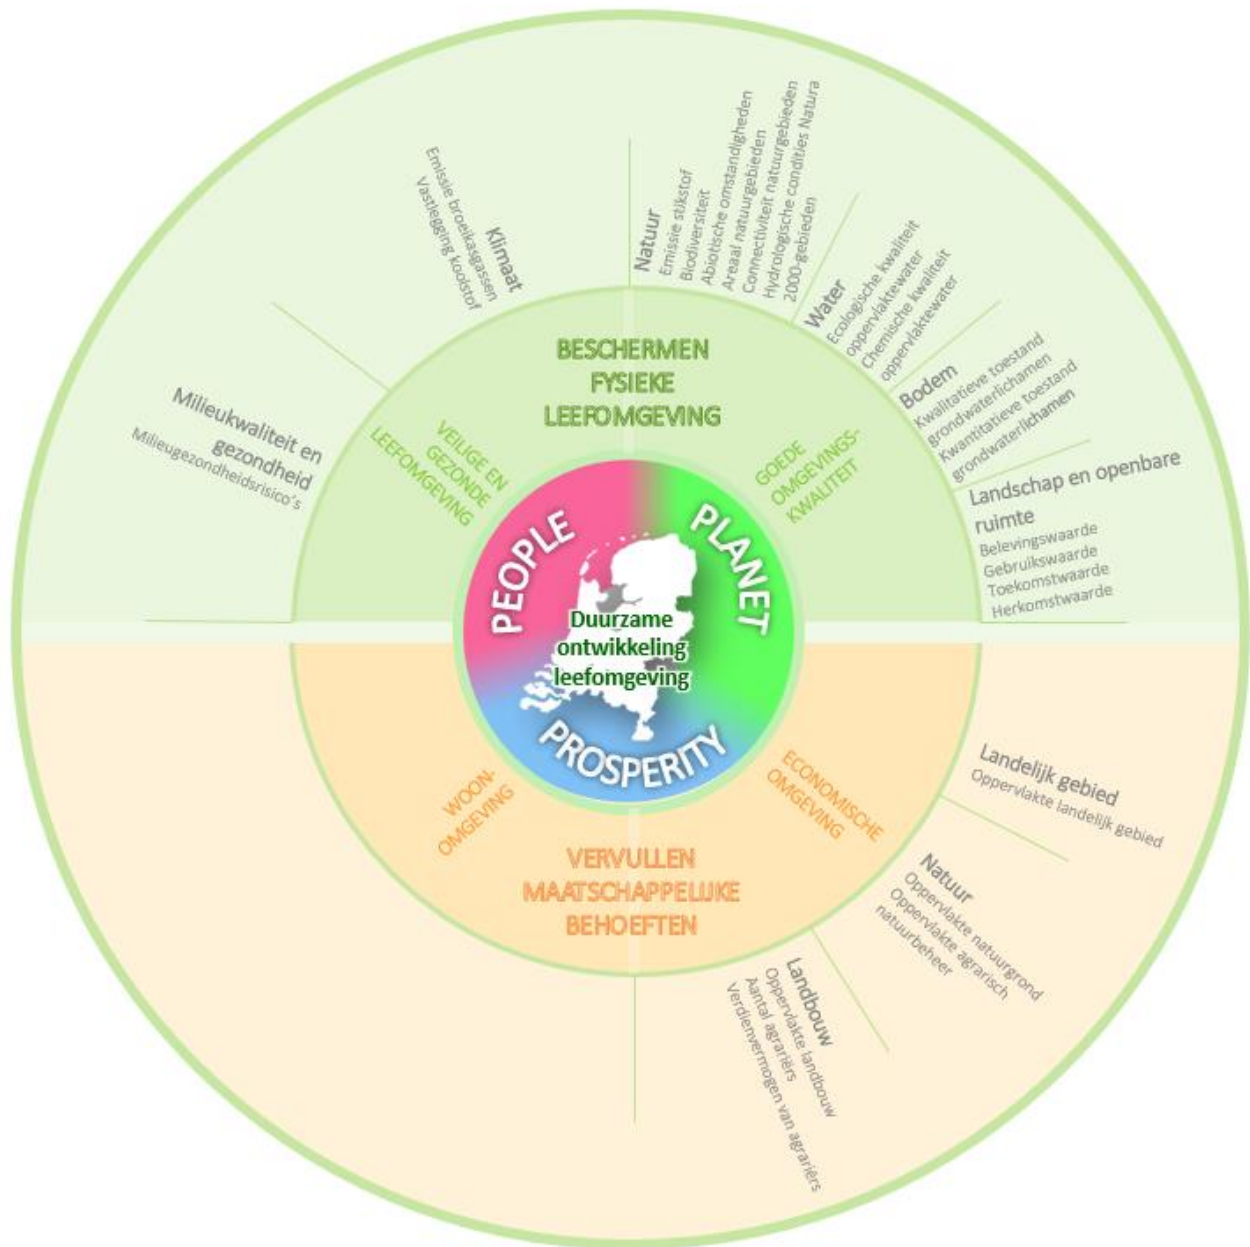 Klimaat
Emissie broeikasgassen
Vastlegging koolstof
Milieukwaliteit en
gezondheid
Milieugezondheidsrisico's
Natuur
Emissie stikstof
Biodiversiteit
Abiotische omstandigheden
Areaal natuurgebieden
Connectiviteit natuurgebieden
Hydrologische condities Natura
2000-gebieden
Water
Ecologische kwaliteit
oppervlaktewater
Chemische kwaliteit
oppervlaktewater
Bodem
Kwalitatieve toestand
grondwaterlichamen
Kwantitatieve toestand
grondwaterlichamen
Landschap en openbare
ruimte
Belevingswaarde
Gebruikswaarde
Toekomstwaarde
Herkomstwaarde
BESCHERMEN
FYSIEKE
LEEFOMGEVING
VEILIGE EN
GEZONDE
LEEFOMGEVING
GOEDE
OMGEVINGS-
KWALITEIT
PEOPLE
PLANET
Duurzame
ontwikkeling
leefomgeving
PROSPERITY
WOON-
OMGEVING
ECONOMISCHE
OMGEVING
VERVULLEN
MAATSCHAPPELIJKE
BEHOEFTEN
Landelijk gebied
Oppervlakte landelijk gebied
Natuur
Oppervlakte natuurgrond
Oppervlakte agrarisch
natuurbeheer
Landbouw
Oppervlakte landbouw
Aantal agrariërs
Verdienvermogen van agrariërs